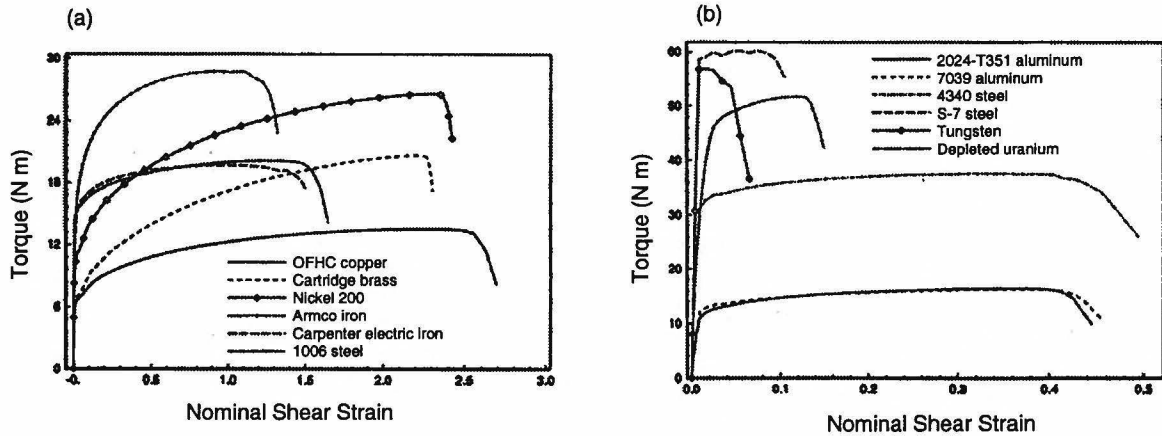 (a)
30
24
18
12
6
0
Torque (N m)
OFHC copper
Cartridge brass
Nickel 200
Armco iron
Carpenter electric iron
1006 steel
-0.
0.5
1.0
1.5
2.0
2.5
3.0
Nominal Shear Strain
(b)
60
50
40
30
20
10
0
Torque (N m)
2024-T351 aluminum
7039 aluminum
4340 steel
S-7 steel
Tungsten
Depleted uranium
0.0
0.1
0.2
0.3
0.4
0.5
Nominal Shear Strain